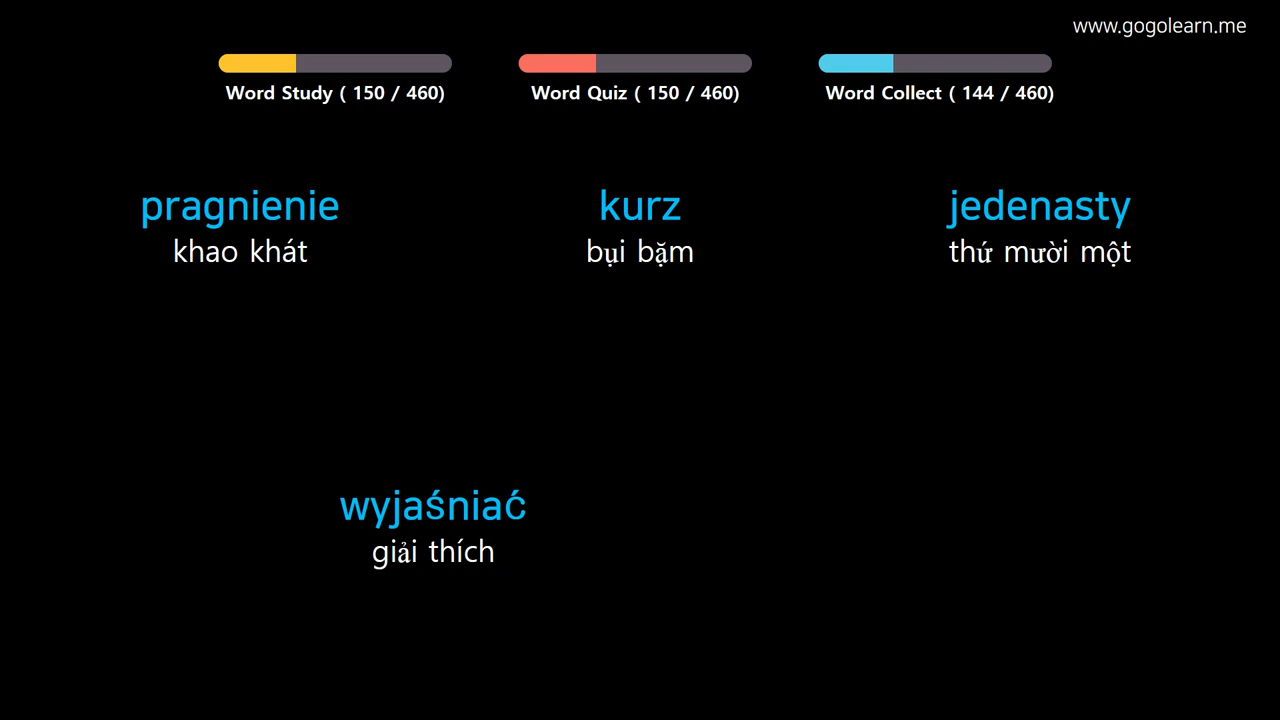 www.gogolearn.me
Word Study ( 150 / 460)
Word Quiz ( 150 / 460)
Word Collect ( 144 / 460)
pragnienie
khao khát
kurz
bụi bặm
jedenasty
thứ mười một
wyjaśniać
giải thích